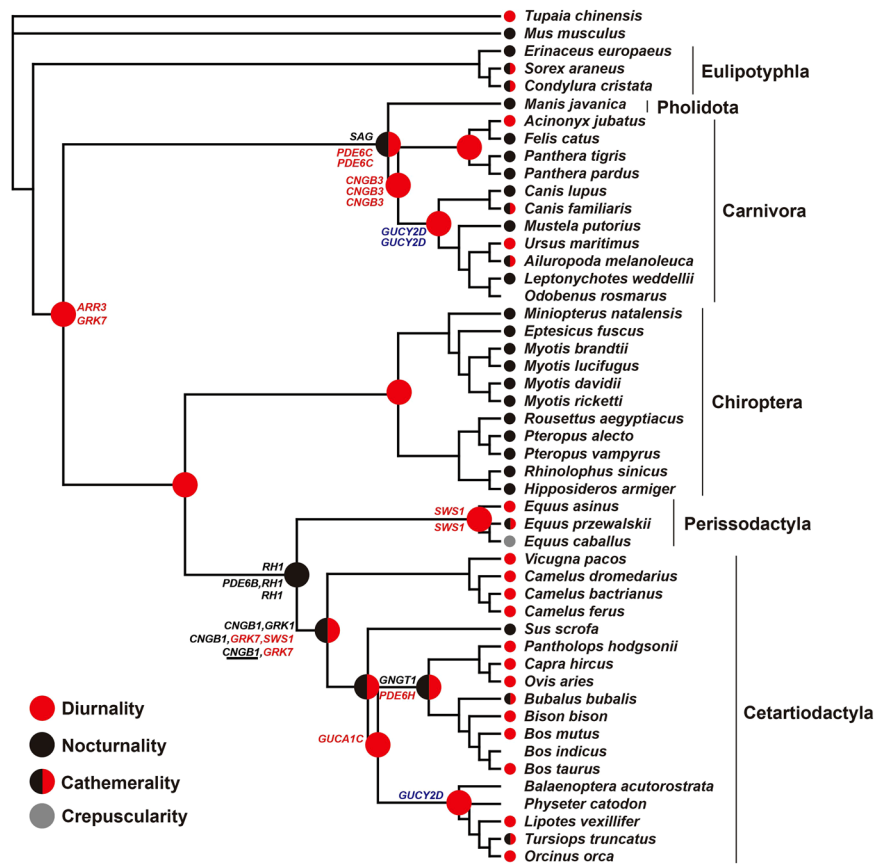 Tupaia chinensis
Mus musculus
Erinaceus europaeus
Sorex araneus
Condylura cristata
Eulipotyphla
Manis javanica
Pholidota
Acinonyx jubatus
Felis catus
Panthera tigris
Panthera pardus
Canis lupus
Canis familiaris
Mustela putorius
Ursus maritimus
Ailuropoda melanoleuca
Leptonychotes weddellii
Odobenus rosmarus
Carnivora
SAG
PDE6C
PDE6C
CNGB3
CNGB3
CNGB3
GUCY2D
GUCY2D
ARR3
GRK7
Miniopterus natalensis
Eptesicus fuscus
Myotis brandtii
Myotis lucifugus
Myotis davidii
Myotis ricketti
Rousettus aegyptiacus
Pteropus alecto
Pteropus vampyrus
Rhinolophus sinicus
Hipposideros armiger
Chiroptera
SWS1
SWS1
Equus asinus
Equus przewalskii
Equus caballus
Perissodactyla
RH1
PDE6B,RH1
RH1
CNGB1,GRK1
CNGB1,GRK7,SWS1
CNGB1,GRK7
GNGT1
PDE6H
GUCA1C
GUCY2D
Vicugna pacos
Camelus dromedarius
Camelus bactrianus
Camelus ferus
Sus scrofa
Pantholops hodgsonii
Capra hircus
Ovis aries
Bubalus bubalis
Bison bison
Bos mutus
Bos indicus
Bos taurus
Balaenoptera acutorostrata
Physeter catodon
Lipotes vexillifer
Tursiops truncatus
Orcinus orca
Cetartiodactyla
Diurnality
Nocturnality
Cathemerality
Crepuscularity